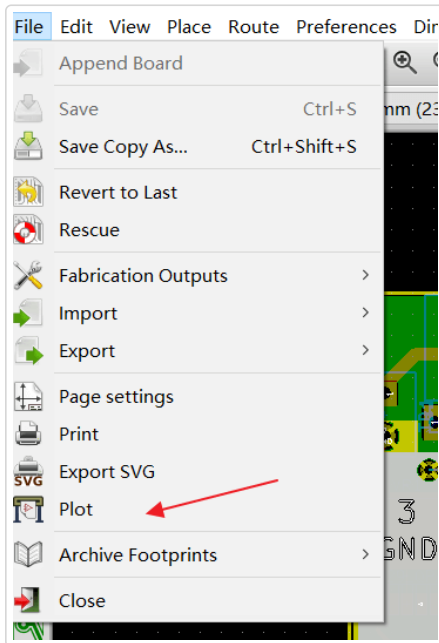 File Edit View Place Route Preferences
Append Board
mm (23
Save Ctrl+S
Save Copy As... Ctrl+Shift+S
Revert to Last
Rescue
Fabrication Outputs
Import
Export
Page settings
Print
SVG Export SVG
Plot
3
GND
Archive Footprints
Close